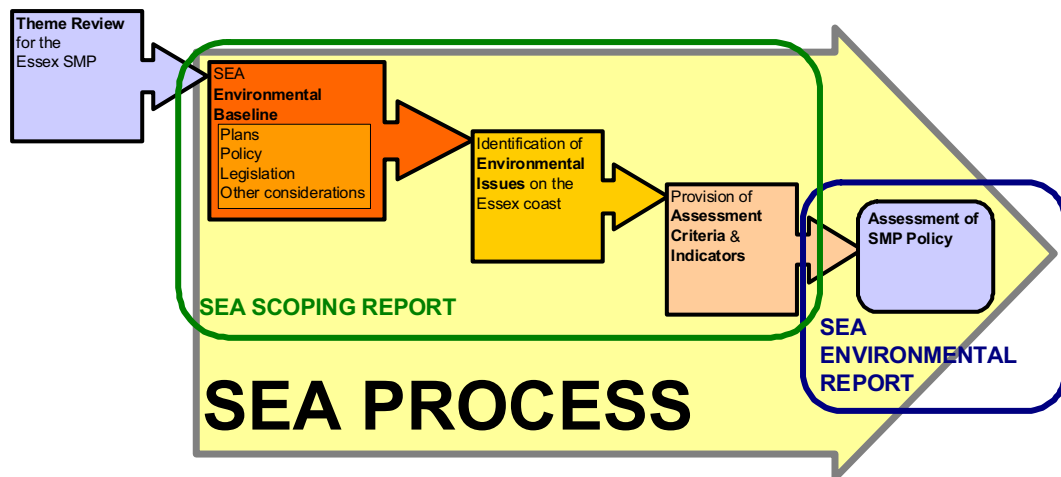 Theme Review
for the
Essex SMP
SEA
Environmental
Baseline
Plans
Policy
Legislation
Other considerations
Identification of
Environmental
Issues on the
Essex coast
Provision of
Assessment
Criteria &
Indicators
Assessment of
SMP Policy
SEA SCOPING REPORT
SEA
ENVIRONMENTAL
REPORT
SEA PROCESS